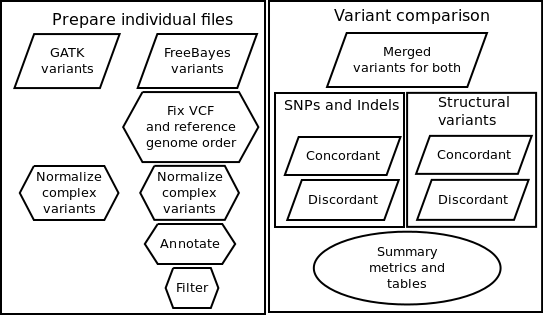 Prepare individual files
GATK
variants
FreeBayes
variants
Fix VCF
and reference
genome order
Normalize
complex
variants
Normalize
complex
variants
Annotate
Filter
Variant comparison
Merged
variants for both
SNPs and Indels
Concordant
Discordant
Structural
variants
Concordant
Discordant
Summary
metrics and
tables